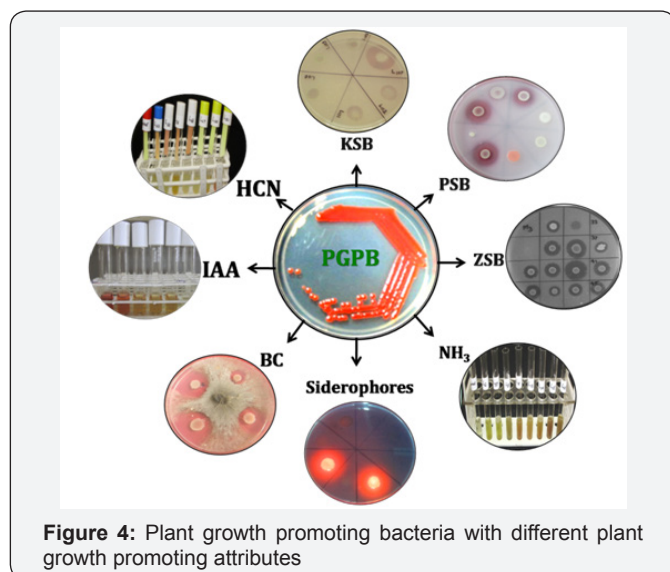 KSB
HCN
PSB
PGPB
IAA
ZSB
BC
NH₃
Siderophores
Figure 4: Plant growth promoting bacteria with different plant
growth promoting attributes